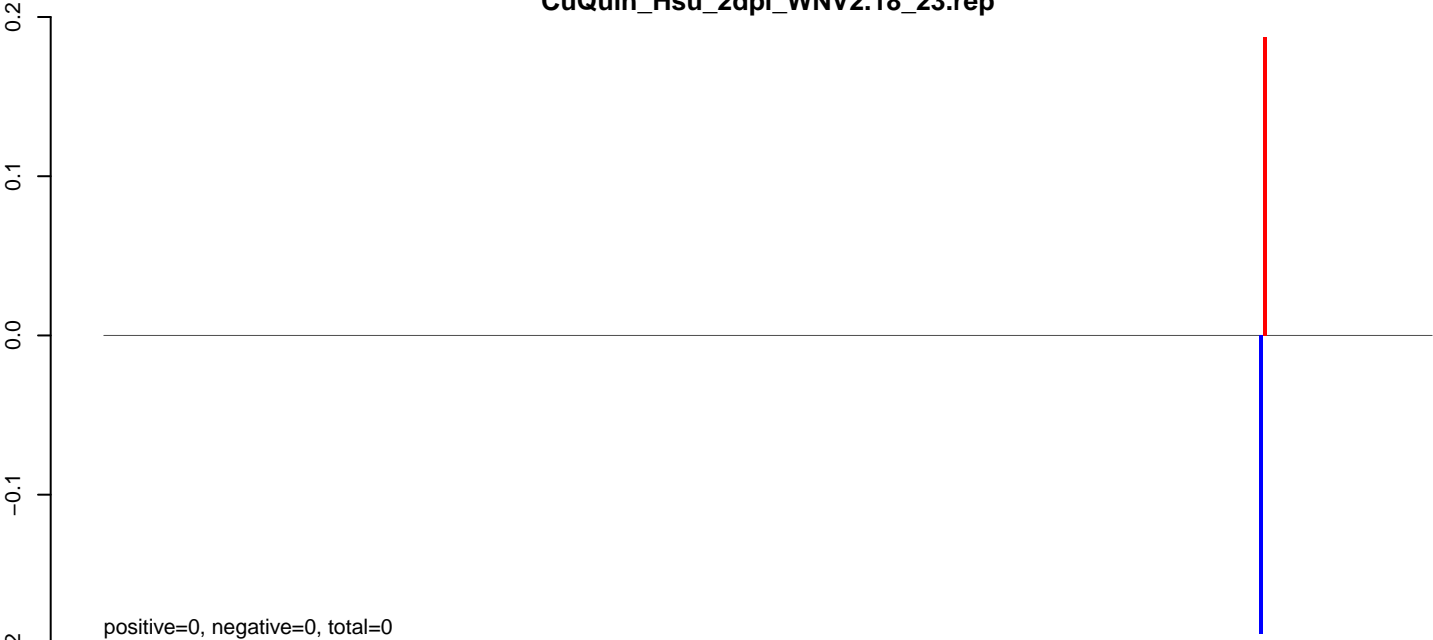 CuQuin_Hsu_2dpi_WNV2.18_23.rep
0.2
0.1
0.0
−0.1
positive=0, negative=0, total=0